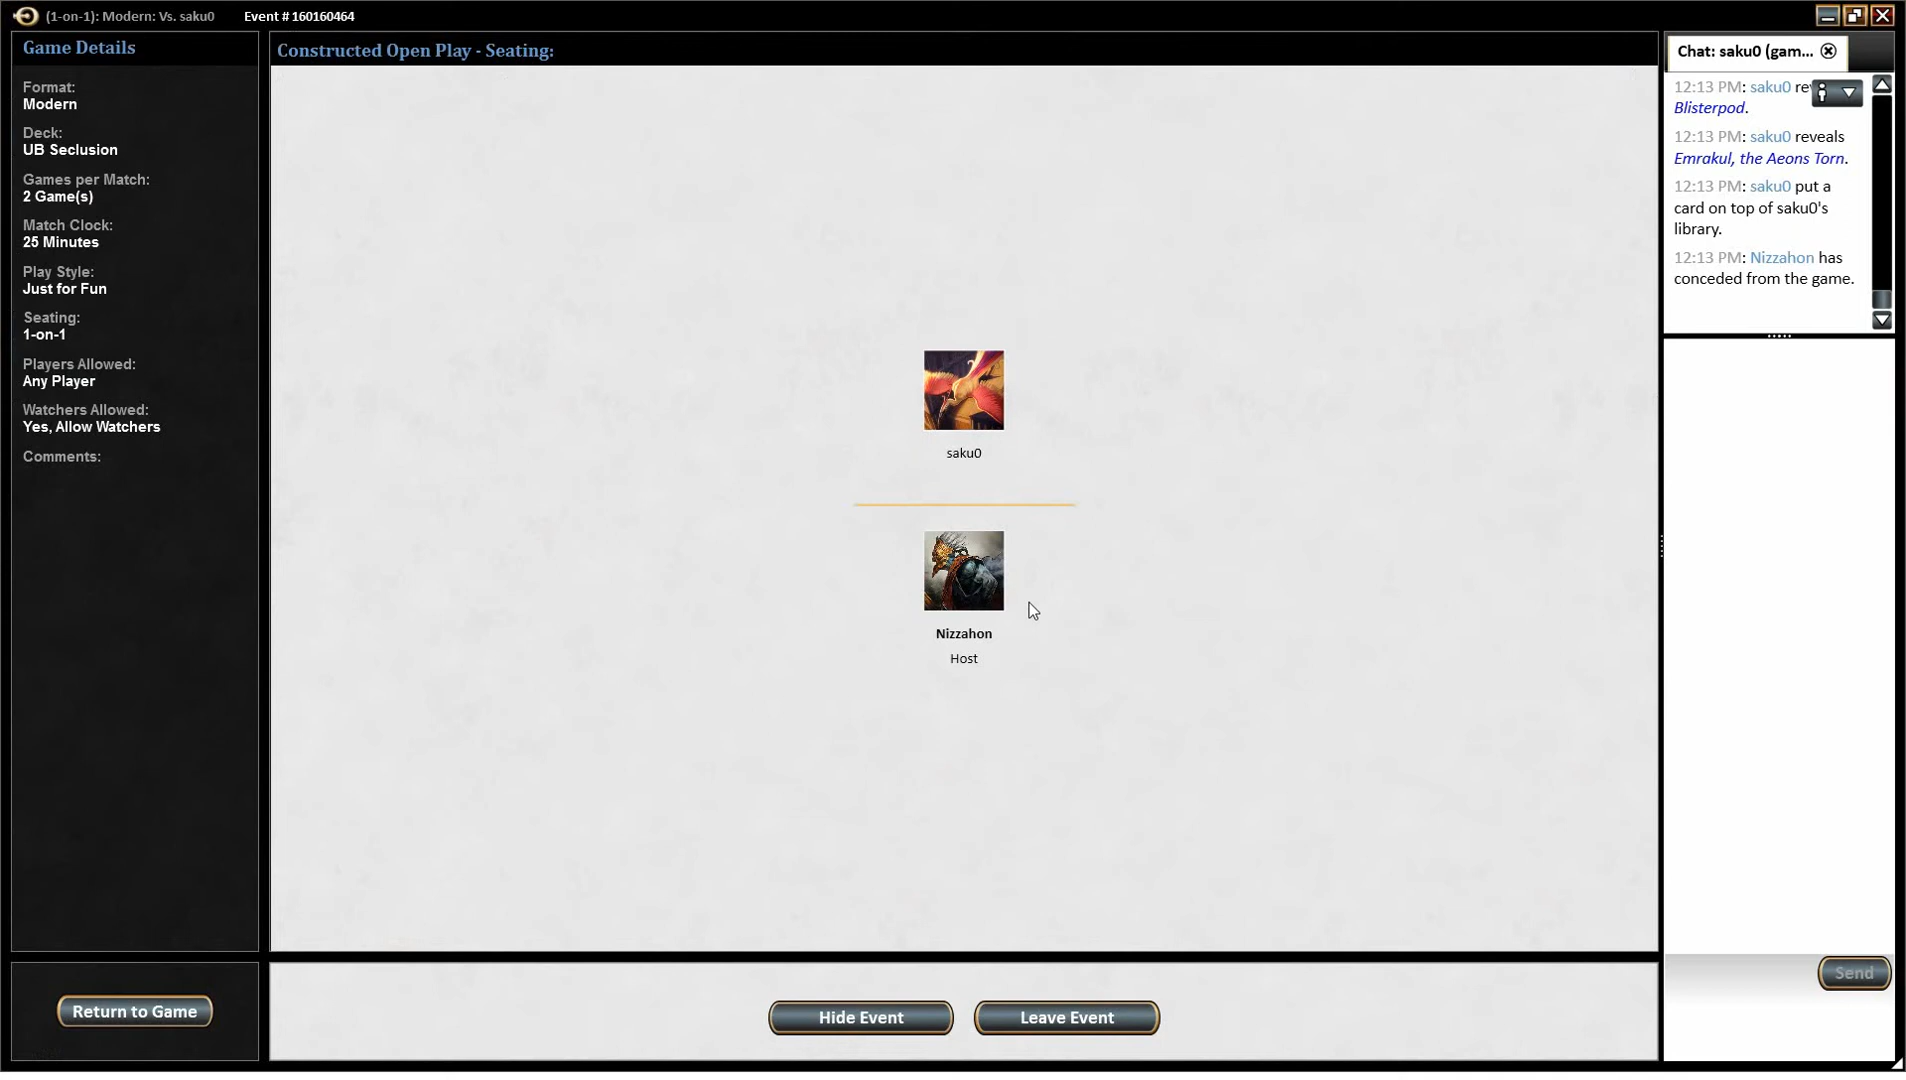 (1-on-1): Modern: Vs. saku0 Event # 160160464
Game Details
Format:
Modern
Deck:
UB Seclusion
Games per Match:
2 Game(s)
Match Clock:
25 Minutes
Play Style:
Just for Fun
Seating:
1-on-1
Players Allowed:
Any Player
Watchers Allowed:
Yes, Allow Watchers
Comments:
Return to Game
Constructed Open Play - Seating:
saku0
Nizzahon
Host
Hide Event
Leave Event
Chat: saku0 (gam...
12:13 PM: saku0
Blisterpod.
12:13 PM: saku0 reveals
Emrakul, the Aeons Torn.
12:13 PM: saku0 put a
card on top of saku0's
library.
12:13 PM: Nizzahon has
conceded from the game.
Send